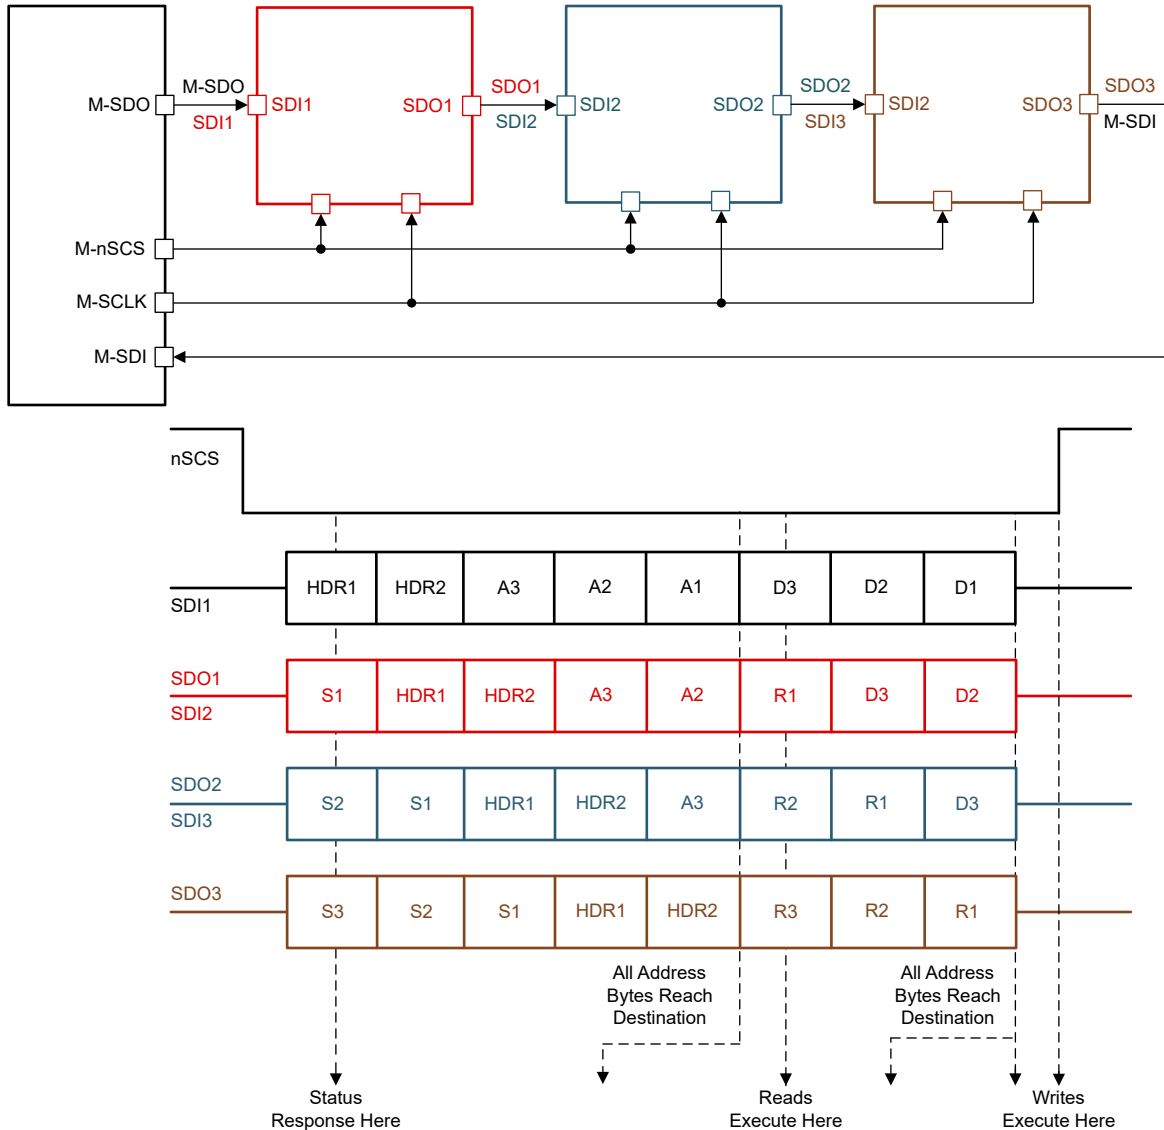 M-SDO
M-SDO
SDI1
SDI1
SDO1
SDO1
SDI2
SDI2
SDO2
SDO2
SDI3
SDI2
SDO3
SDO3
M-SDI
M-nSCS
M-SCLK
M-SDI
nSCS
SDI1
HDR1 HDR2 A3 A2 A1 D3 D2 D1
SDO1
SDI2
S1 HDR1 HDR2 A3 A2 R1 D3 D2
SDO2
SDI3
S2 S1 HDR1 HDR2 A3 R2 R1 D3
SDO3
S3 S2 S1 HDR1 HDR2 R3 R2 R1
All Address
Bytes Reach
Destination
All Address
Bytes Reach
Destination
Status
Response Here
Reads
Execute Here
Writes
Execute Here